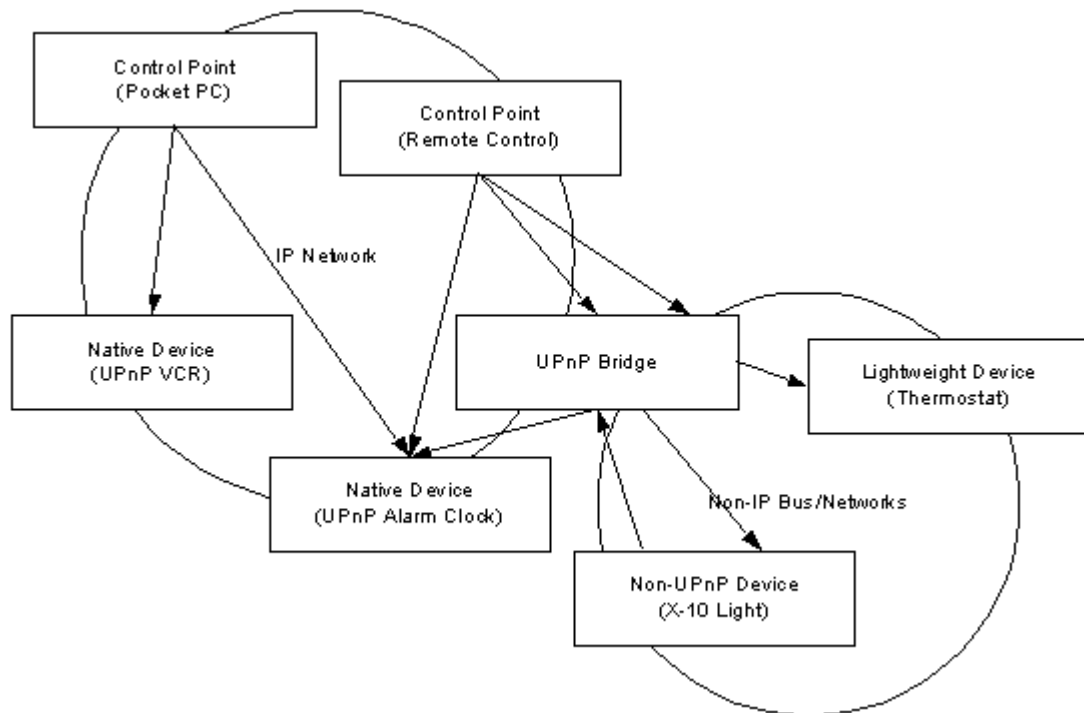 Control Point
(Pocket PC)
Control Point
(Remote Control)
IP Network
Native Device
(UPnP VCR)
UPnP Bridge
Lightweight Device
(Thermostat)
Native Device
(UPnP Alarm Clock)
Non-IP Bus/Networks
Non-UPnP Device
(X-10 Light)